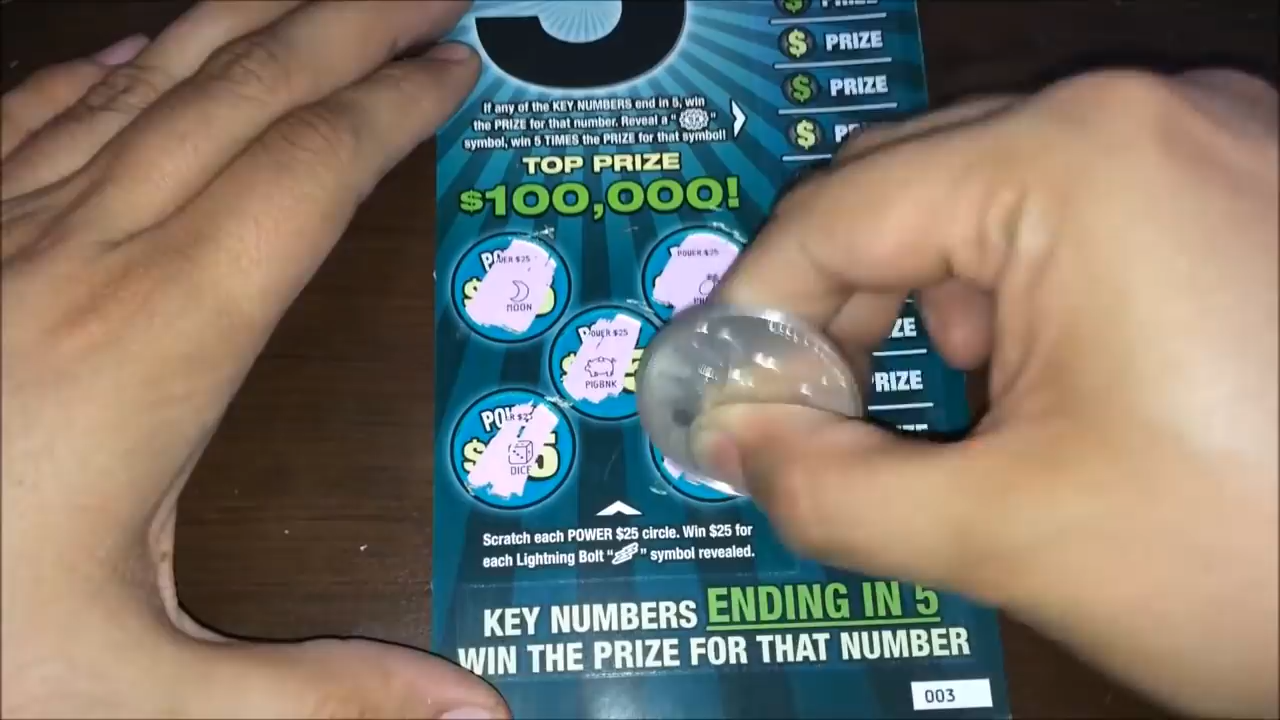 5
If any of the KEY NUMBERS end in 5, win
the PRIZE for that number. Reveal a " "
symbol, win 5 TIMES the PRIZE for that symbol!
TOP PRIZE
$100,000!
$ PRIZE
$ PRIZE
$ PRIZE
$
PRIZE
POWER $25
MOON
POWER $25
POWER $25
PIGBNK
DICE
Scratch each POWER $25 circle. Win $25 for
each Lightning Bolt " " symbol revealed.
KEY NUMBERS ENDING IN 5
WIN THE PRIZE FOR THAT NUMBER
003